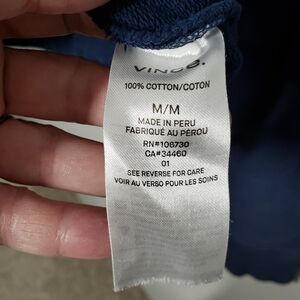 VINCE.
100% COTTON/COTON
M/M
MADE IN PERU
FABRIQUÉ AU PÉROU
RN#106730
CA#34460
01
SEE REVERSE FOR CARE
VOIR AU VERSO POUR LES SOINS